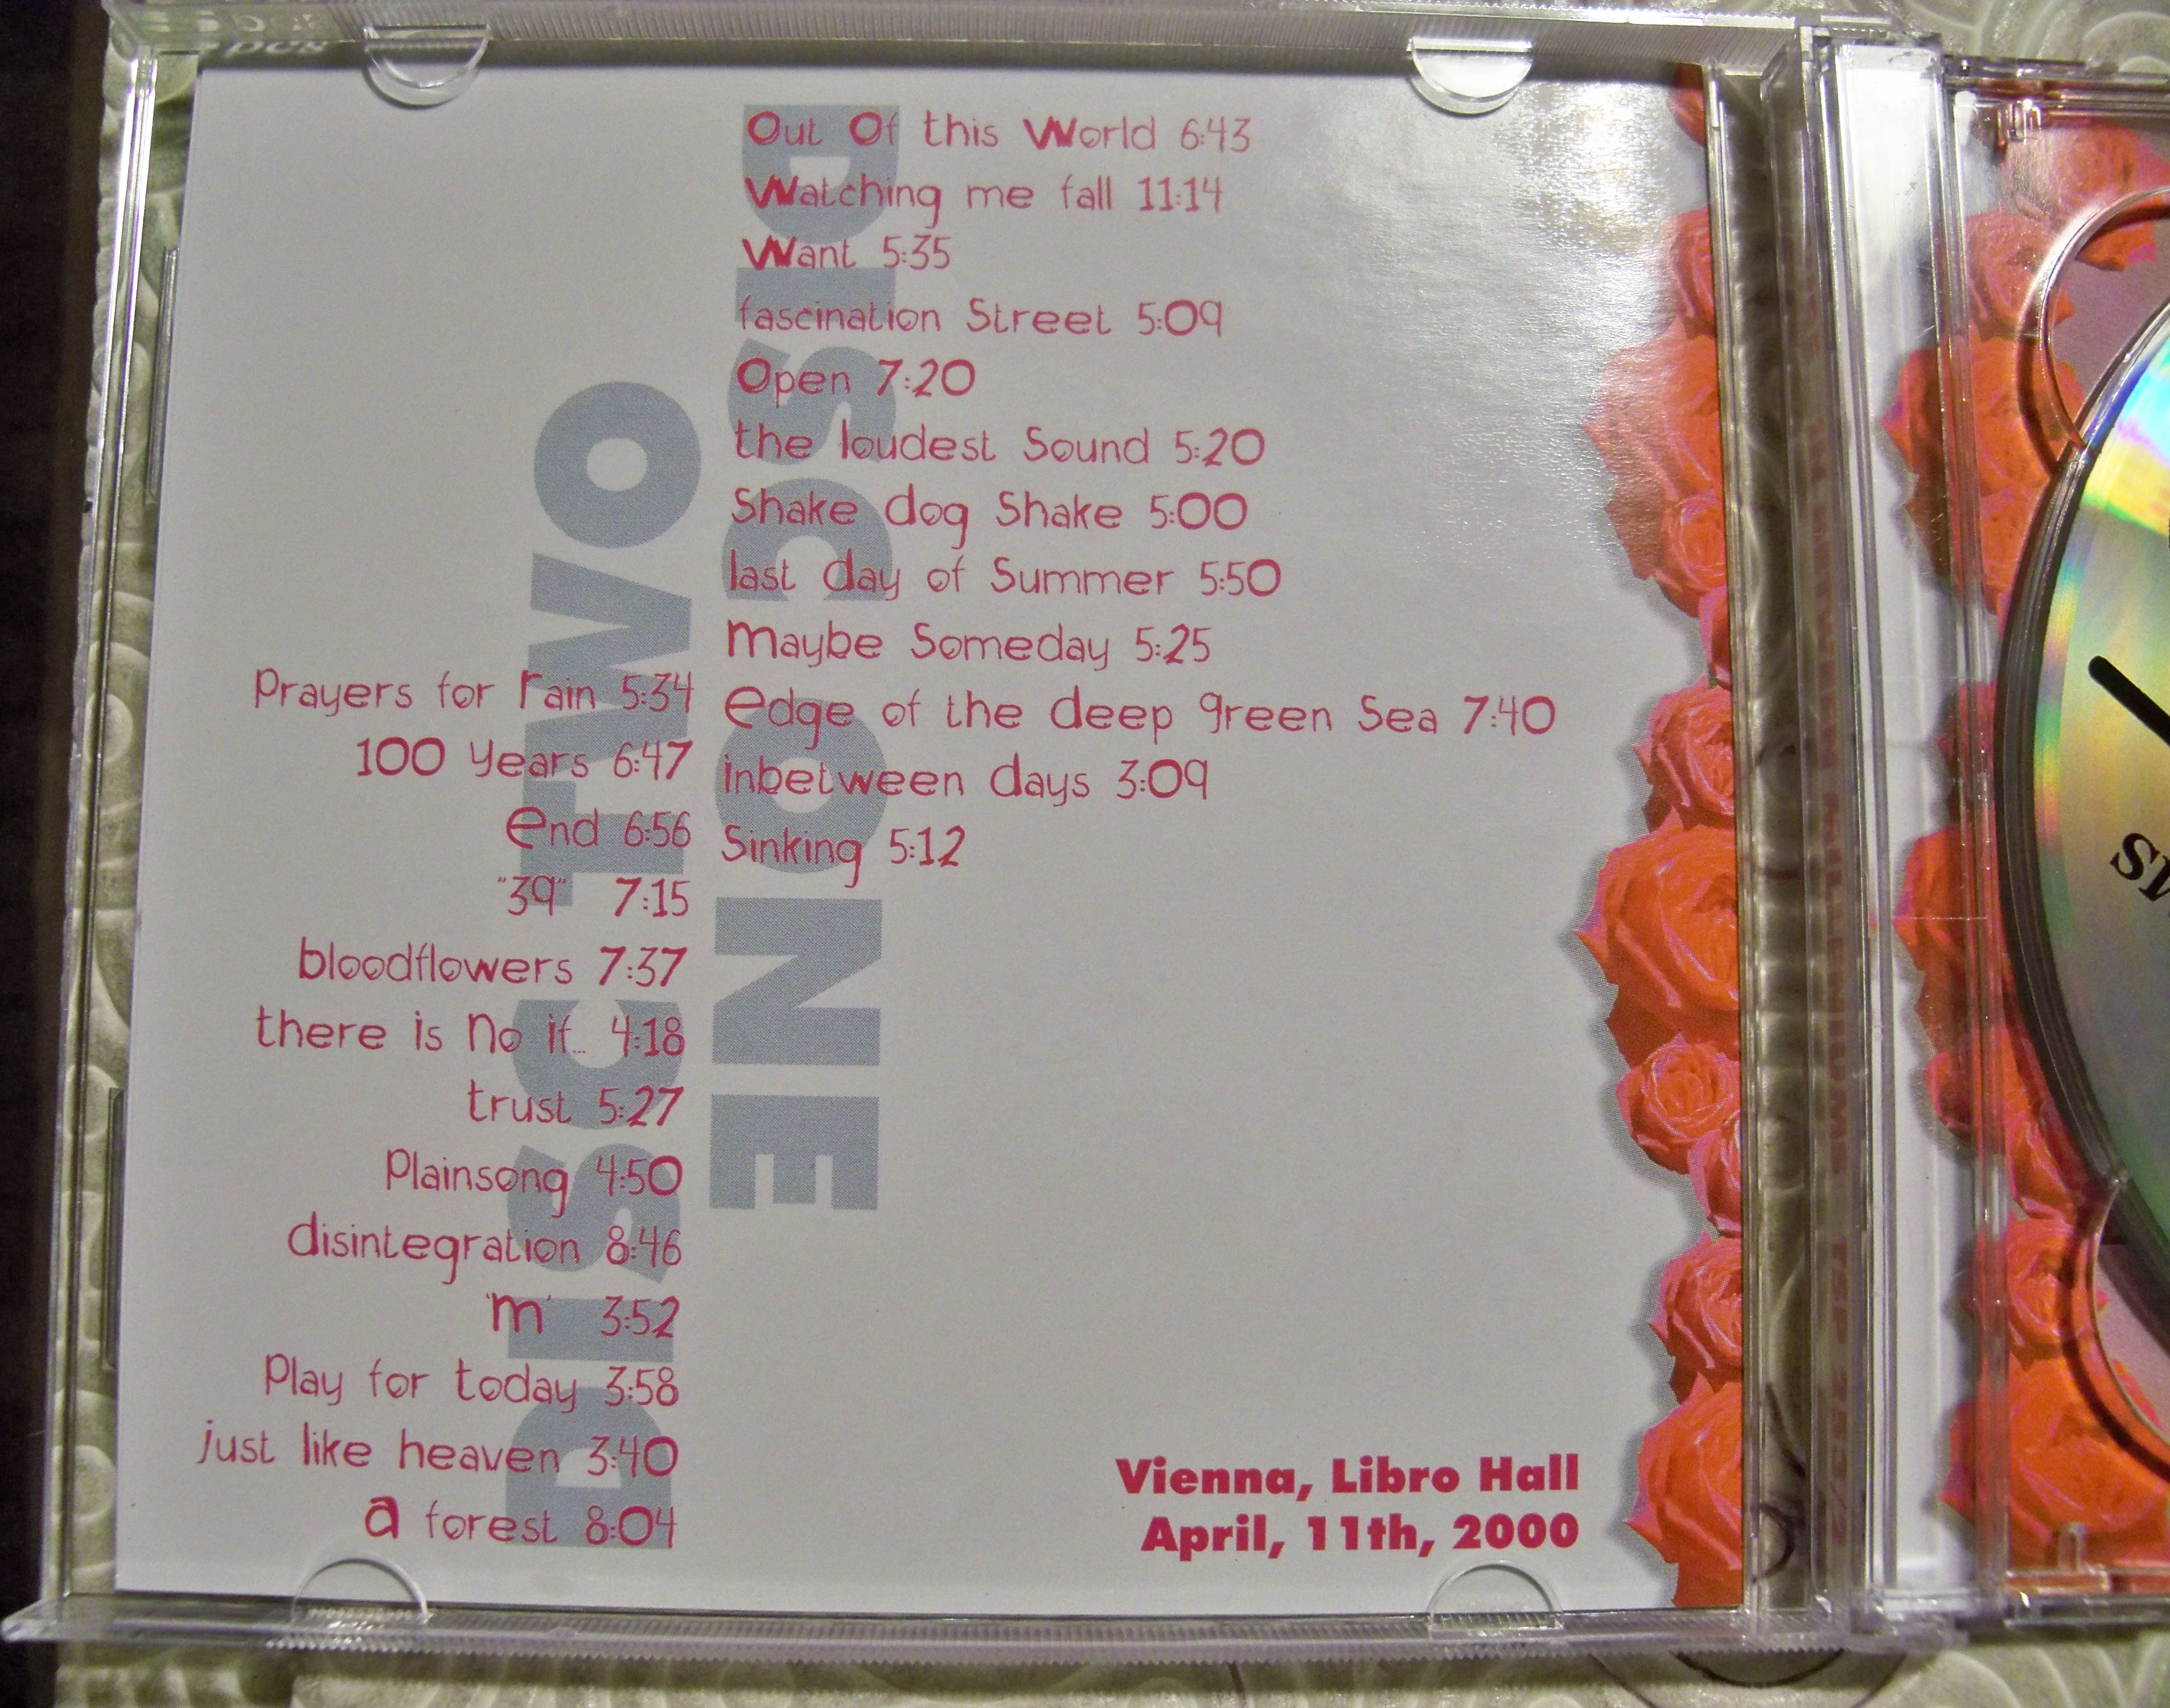 DISC ONE
Out Of this World 6:43
Watching me fall 11:14
Want 5:35
fascination Street 5:09
Open 7:20
the loudest Sound 5:20
Shake dog Shake 5:00
last day of Summer 5:50
maybe Someday 5:25
edge of the deep green Sea 7:40
inbetween days 3:09
Sinking 5:12
DISC TWO
Prayers for rain 5:34
100 Years 6:47
end 6:56
"39" 7:15
bloodflowers 7:37
there is no if... 4:18
trust 5:27
Plainsong 4:50
disintegration 8:46
"m" 3:52
Play for today 3:58
just like heaven 3:40
a forest 8:04
Vienna, Libro Hall
April, 11th, 2000